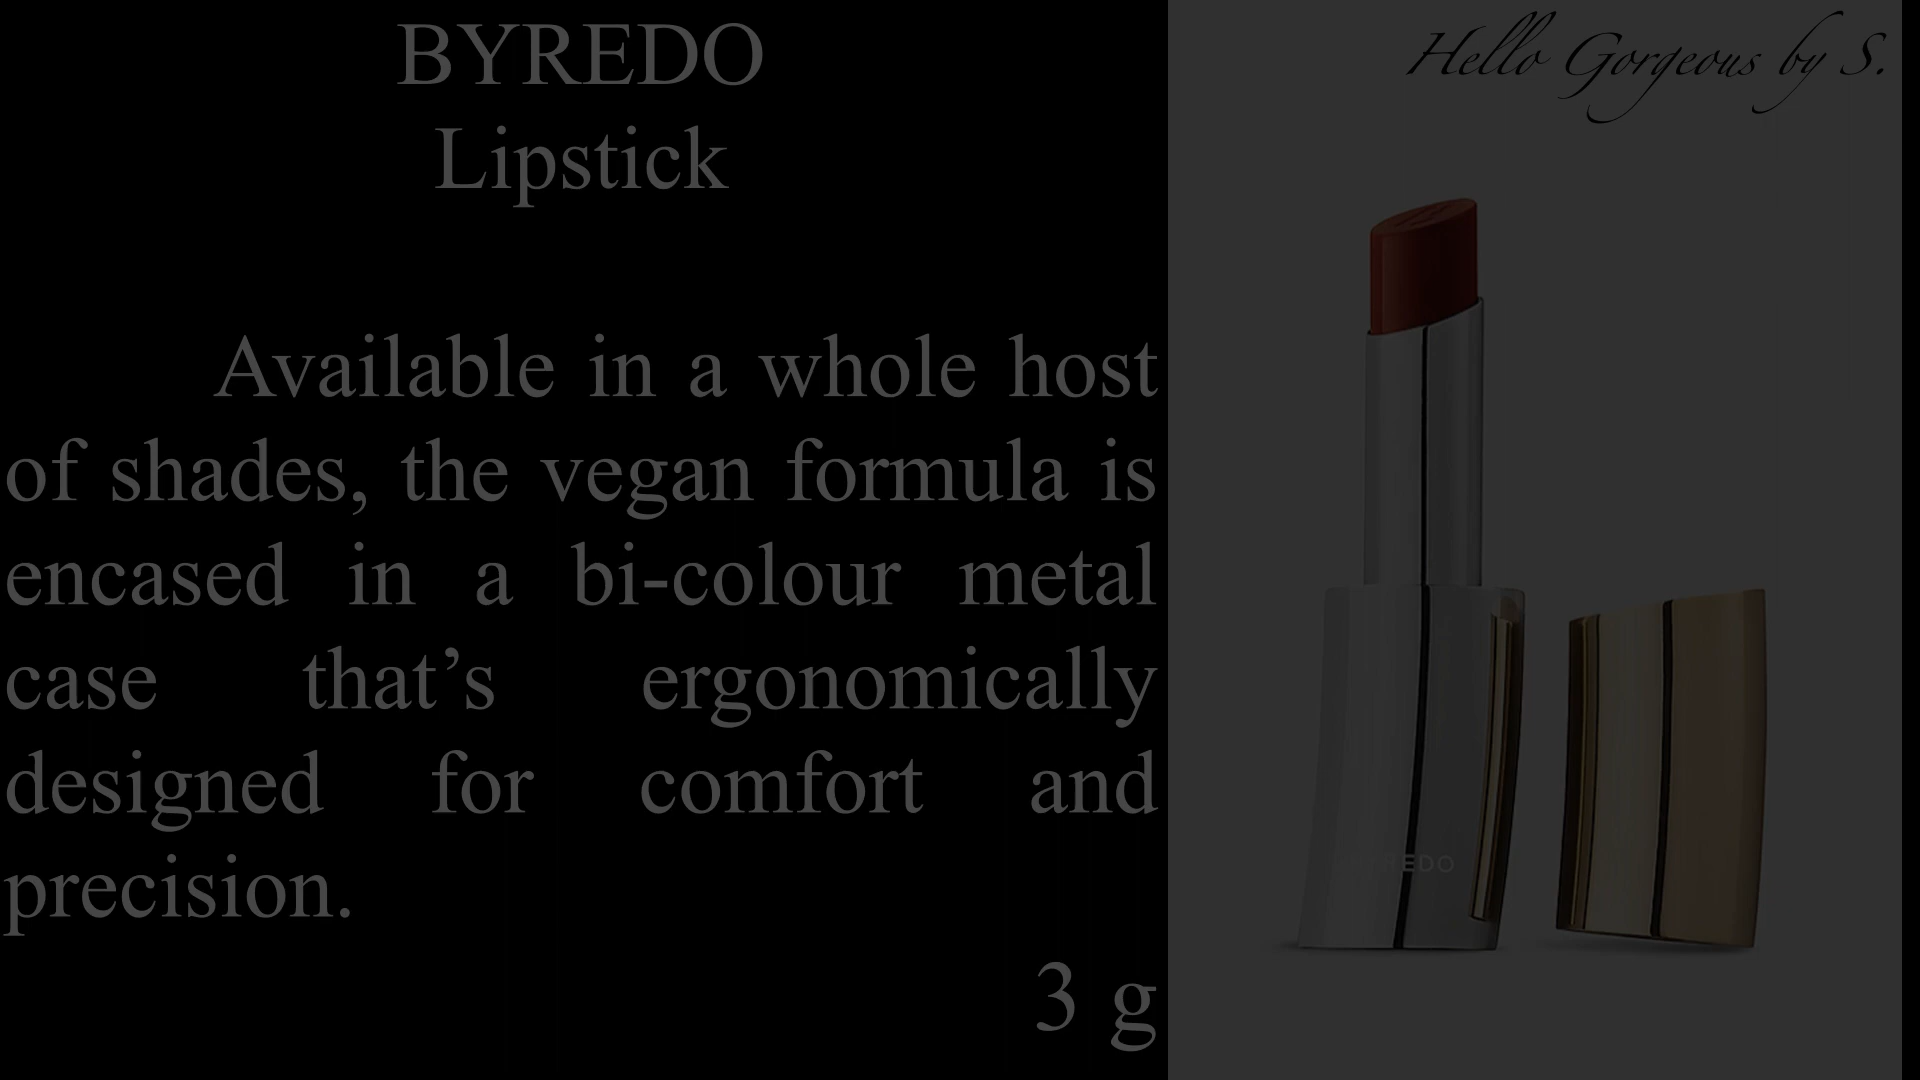 BYREDO
Lipstick
Available in a whole host
of shades, the vegan formula is
encased in a bi-colour metal
case that’s ergonomically
designed for comfort and
precision.
3 g
Hello Gorgeous by S.
BYREDO